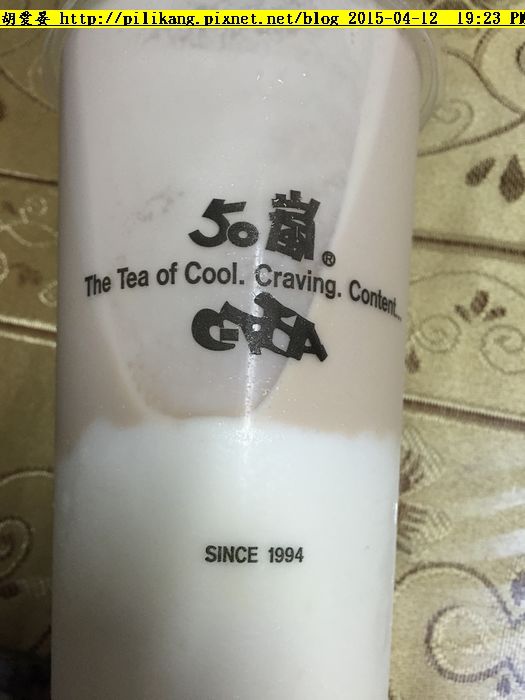 胡愛晏 http://pilikang.pixnet.net/blog 2015-04-12 19:23 PM
50嵐®
The Tea of Cool. Craving. Content..
SINCE 1994